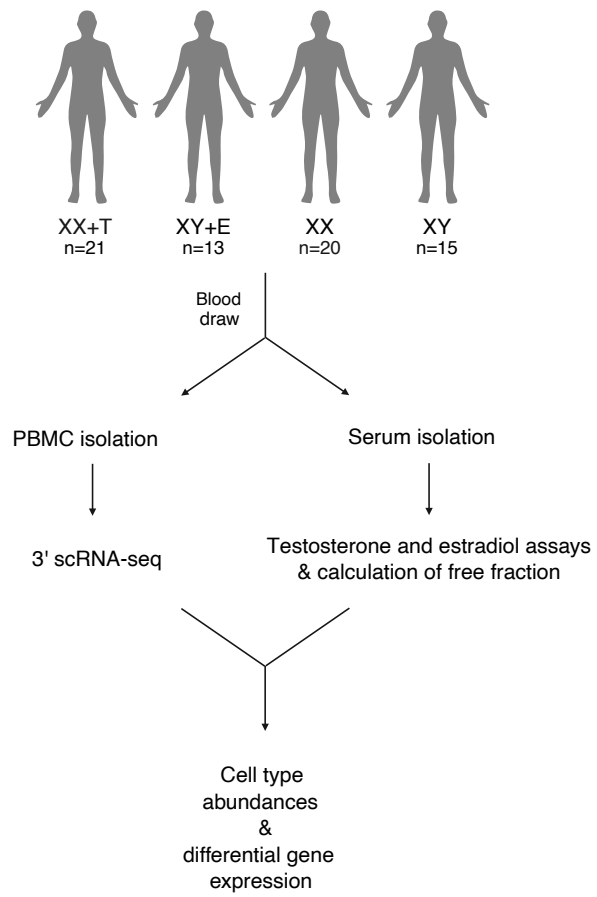 XX+T XY+E XX XY
n=21 n=13 n=20 n=15
Blood
draw
PBMC isolation
Serum isolation
3' scRNA-seq
Testosterone and estradiol assays
& calculation of free fraction
Cell type
abundances
&
differential gene
expression